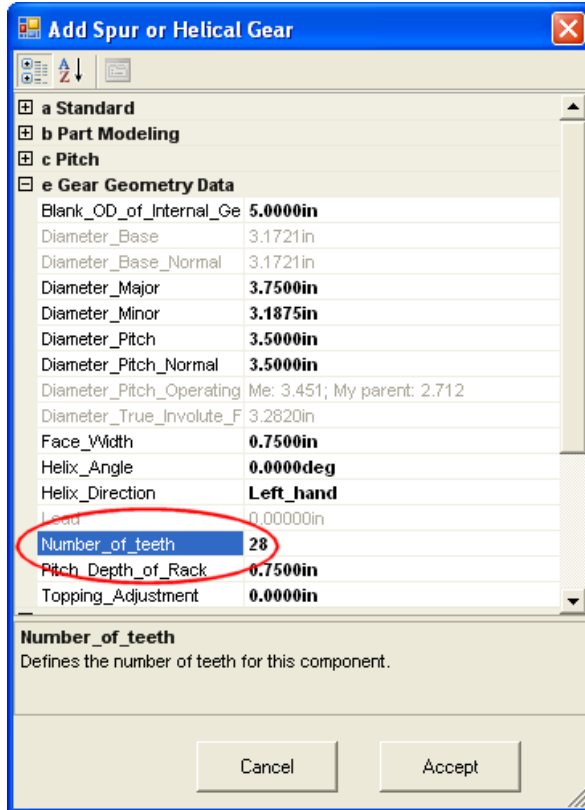 Add Spur or Helical Gear
a Standard
b Part Modeling
c Pitch
e Gear Geometry Data
Blank_OD_of_Internal_Ge 5.0000in
Diameter_Base 3.1721in
Diameter_Base_Normal 3.1721in
Diameter_Major 3.7500in
Diameter_Minor 3.1875in
Diameter_Pitch 3.5000in
Diameter_Pitch_Normal 3.5000in
Diameter_Pitch_Operating Me: 3.451; My parent: 2.712
Diameter_True_Involute_F 3.2820in
Face_Width 0.7500in
Helix_Angle 0.0000deg
Helix_Direction Left_hand
Lead 0.00000in
Number_of_teeth 28
Pitch_Depth_of_Rack 0.7500in
Topping_Adjustment 0.0000in
Number_of_teeth
Defines the number of teeth for this component.
Cancel Accept